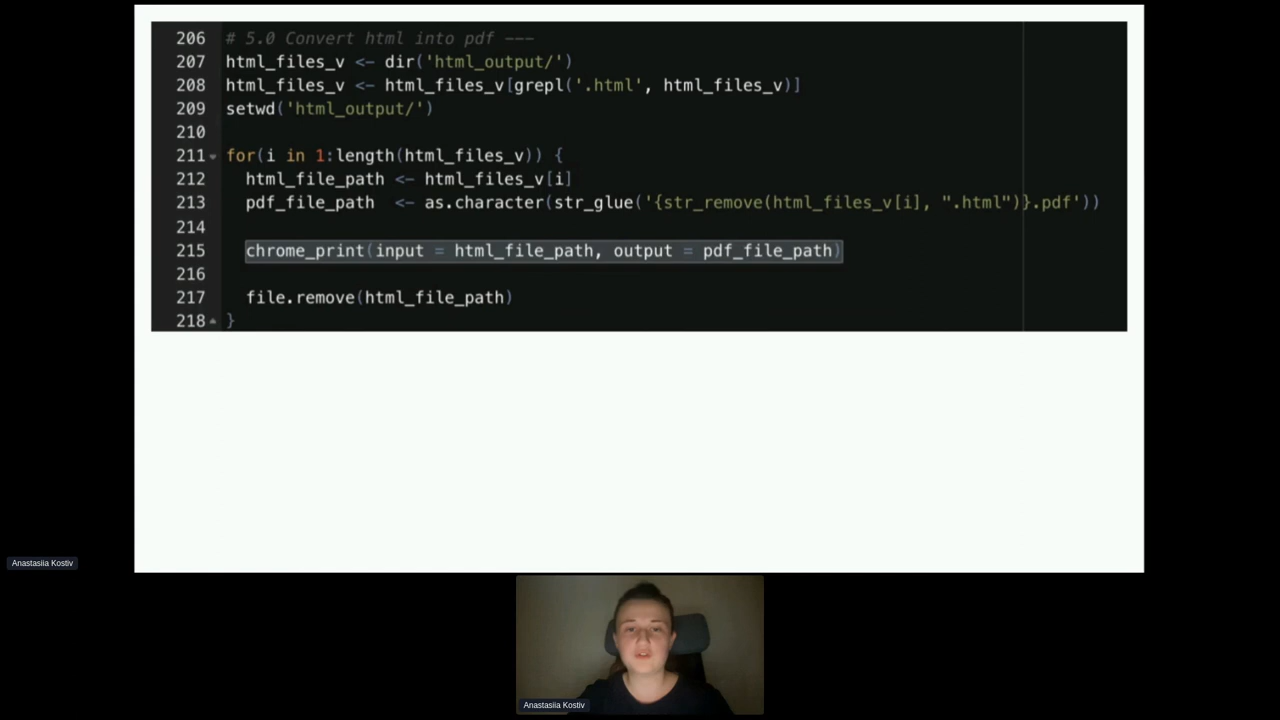 206 # 5.0 Convert html into pdf ---
207 html_files_v <- dir('html_output/')
208 html_files_v <- html_files_v[grepl('.html', html_files_v)]
209 setwd('html_output/')
210
211 for(i in 1:length(html_files_v)) {
212 html_file_path <- html_files_v[i]
213 pdf_file_path <- as.character(str_glue('{str_remove(html_files_v[i], ".html")}.pdf'))
214
215 chrome_print(input = html_file_path, output = pdf_file_path)
216
217 file.remove(html_file_path)
218 }
Anastasiia Kostiv
Anastasiia Kostiv